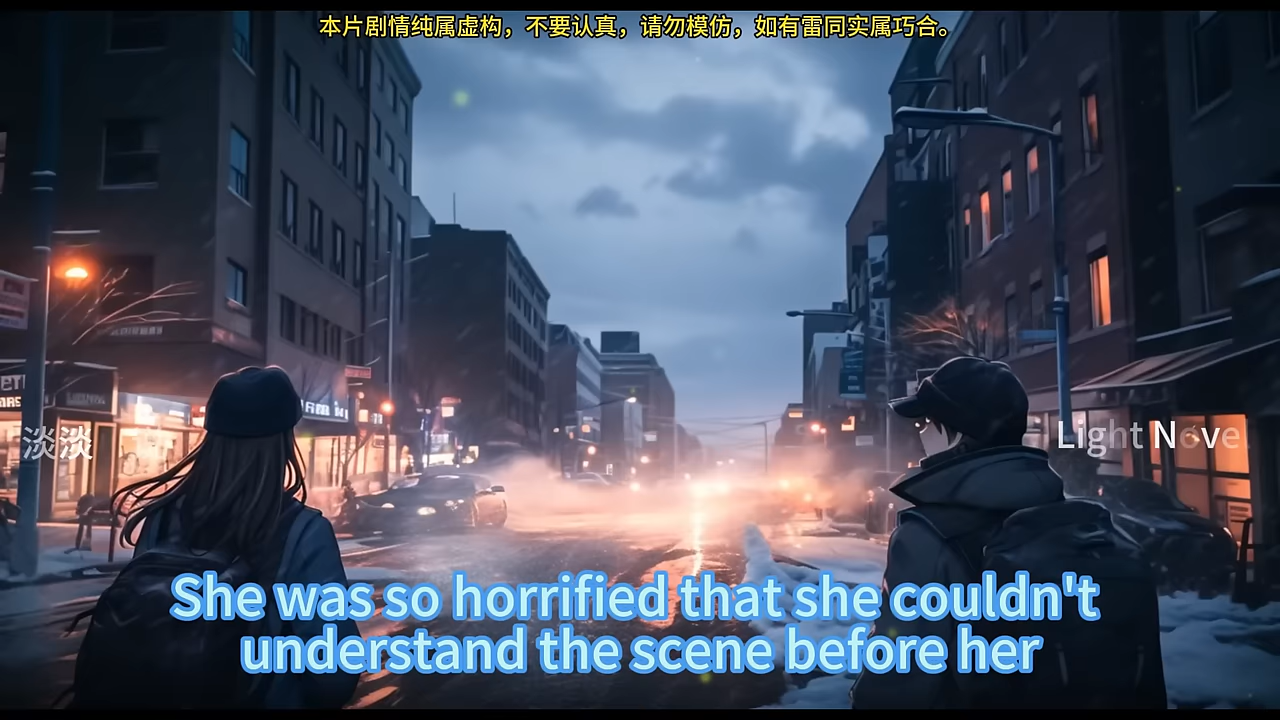 本片剧情纯属虚构，不要认真，请勿模仿，如有雷同实属巧合。
淡淡
Light Nove
She was so horrified that she couldn't
understand the scene before her